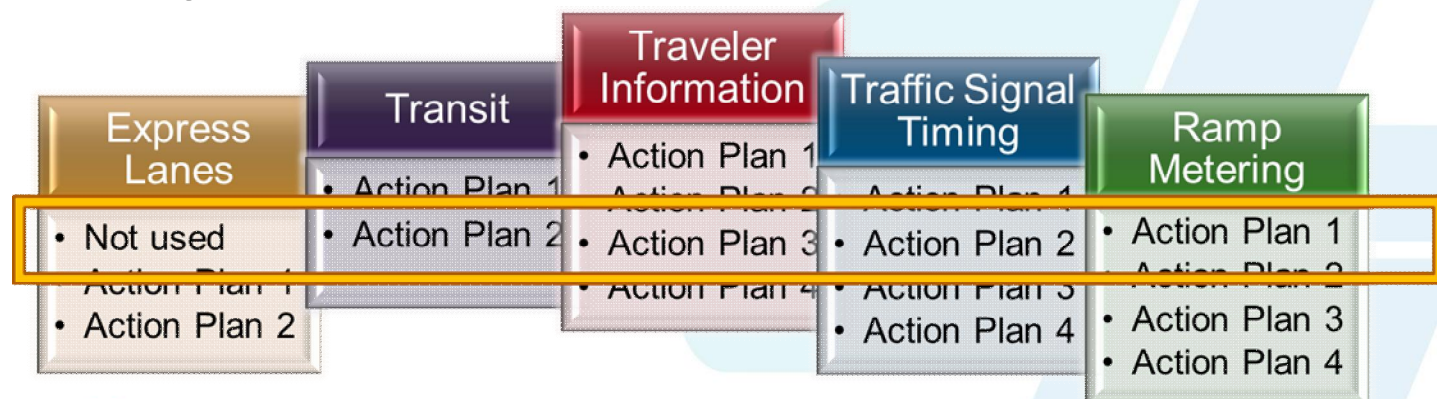 Express
Lanes
• Not used
• Action Plan 1
• Action Plan 2
Transit
• Action Plan 1
• Action Plan 2
Traveler
Information
• Action Plan 1
• Action Plan 2
• Action Plan 3
• Action Plan 4
Traffic Signal
Timing
• Action Plan 1
• Action Plan 2
• Action Plan 3
• Action Plan 4
Ramp
Metering
• Action Plan 1
• Action Plan 2
• Action Plan 3
• Action Plan 4